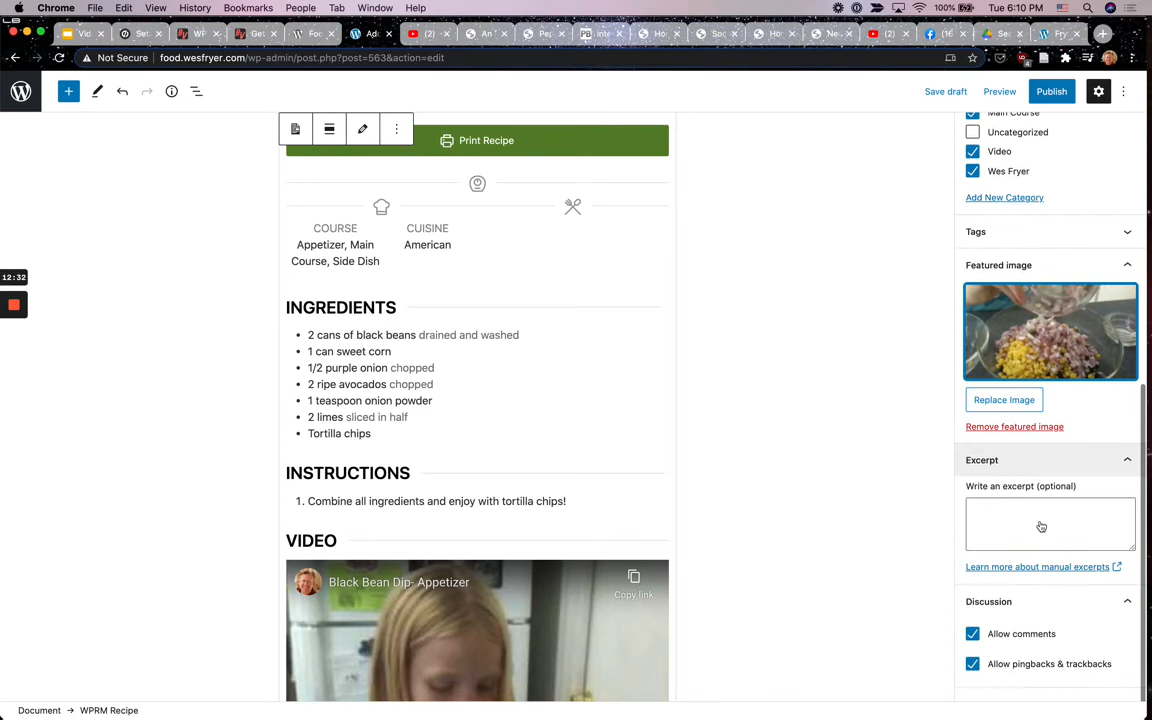 Chrome File Edit View History Bookmarks People Tab Window Help 100% Tue 6:10 PM
Not Secure food.wesfryer.com/wp-admin/post.php?post=563&action=edit
Save draft Preview Publish
Print Recipe
COURSE
Appetizer, Main
Course, Side Dish
CUISINE
American
INGREDIENTS
• 2 cans of black beans drained and washed
• 1 can sweet corn
• 1/2 purple onion chopped
• 2 ripe avocados chopped
• 1 teaspoon onion powder
• 2 limes sliced in half
• Tortilla chips
INSTRUCTIONS
1. Combine all ingredients and enjoy with tortilla chips!
VIDEO
Black Bean Dip- Appetizer
Copy link
12:32
Main Course
Uncategorized
Video
Wes Fryer
Add New Category
Tags
Featured image
Replace Image
Remove featured image
Excerpt
Write an excerpt (optional)
Learn more about manual excerpts
Discussion
Allow comments
Allow pingbacks & trackbacks
Document → WPRM Recipe